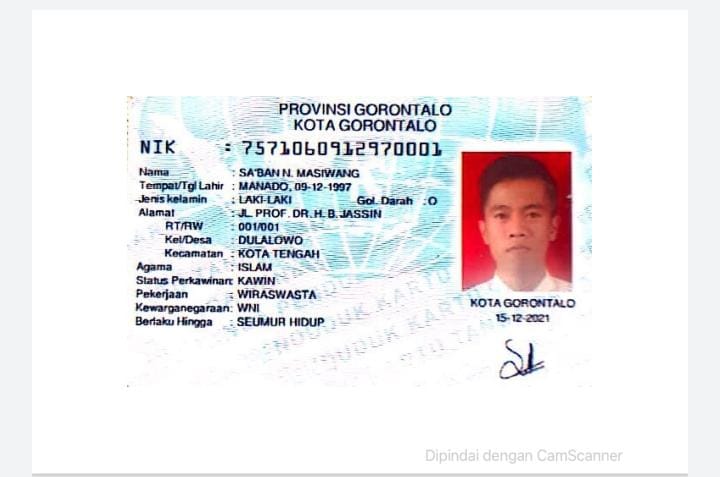 PROVINSI GORONTALO
KOTA GORONTALO
NIK : 7571060912970001
Nama : SA'BAN N. MASIWANG
Tempat/Tgl Lahir : MANADO, 09-12-1997
Jenis kelamin : LAKI-LAKI Gol. Darah : O
Alamat : JL. PROF. DR. H. B. JASSIN
RT/RW : 001/001
Kel/Desa : DULALOWO
Kecamatan : KOTA TENGAH
Agama : ISLAM
Status Perkawinan: KAWIN
Pekerjaan : WIRASWASTA
Kewarganegaraan: WNI
Berlaku Hingga : SEUMUR HIDUP
KOTA GORONTALO
15-12-2021
Dipindai dengan CamScanner